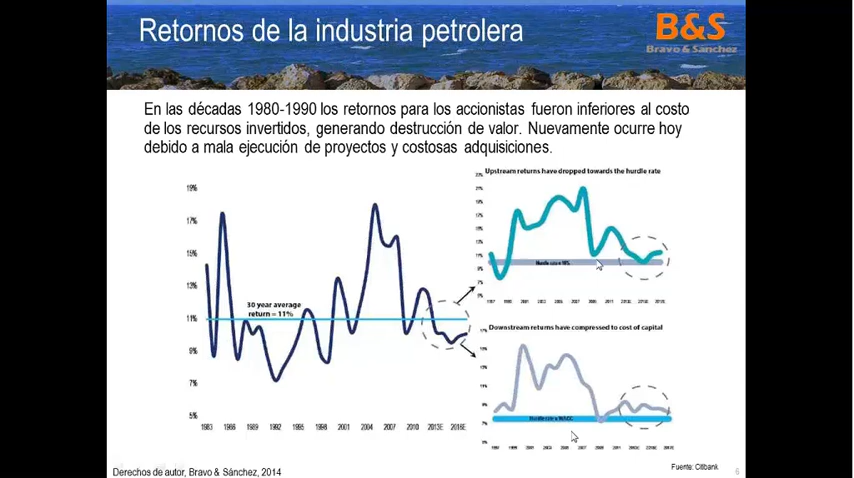 Retornos de la industria petrolera
B&S
Bravo & Sánchez
En las décadas 1980-1990 los retornos para los accionistas fueron inferiores al costo
de los recursos invertidos, generando destrucción de valor. Nuevamente ocurre hoy
debido a mala ejecución de proyectos y costosas adquisiciones.
19%
17%
15%
13%
11%
9%
7%
5%
30 year average
return = 11%
1983 1986 1989 1992 1995 1998 2001 2004 2007 2010 2013E 2016E
Upstream returns have dropped towards the hurdle rate
Downstream returns have compressed to cost of capital
Fuente: Citibank
Derechos de autor, Bravo & Sánchez, 2014
6